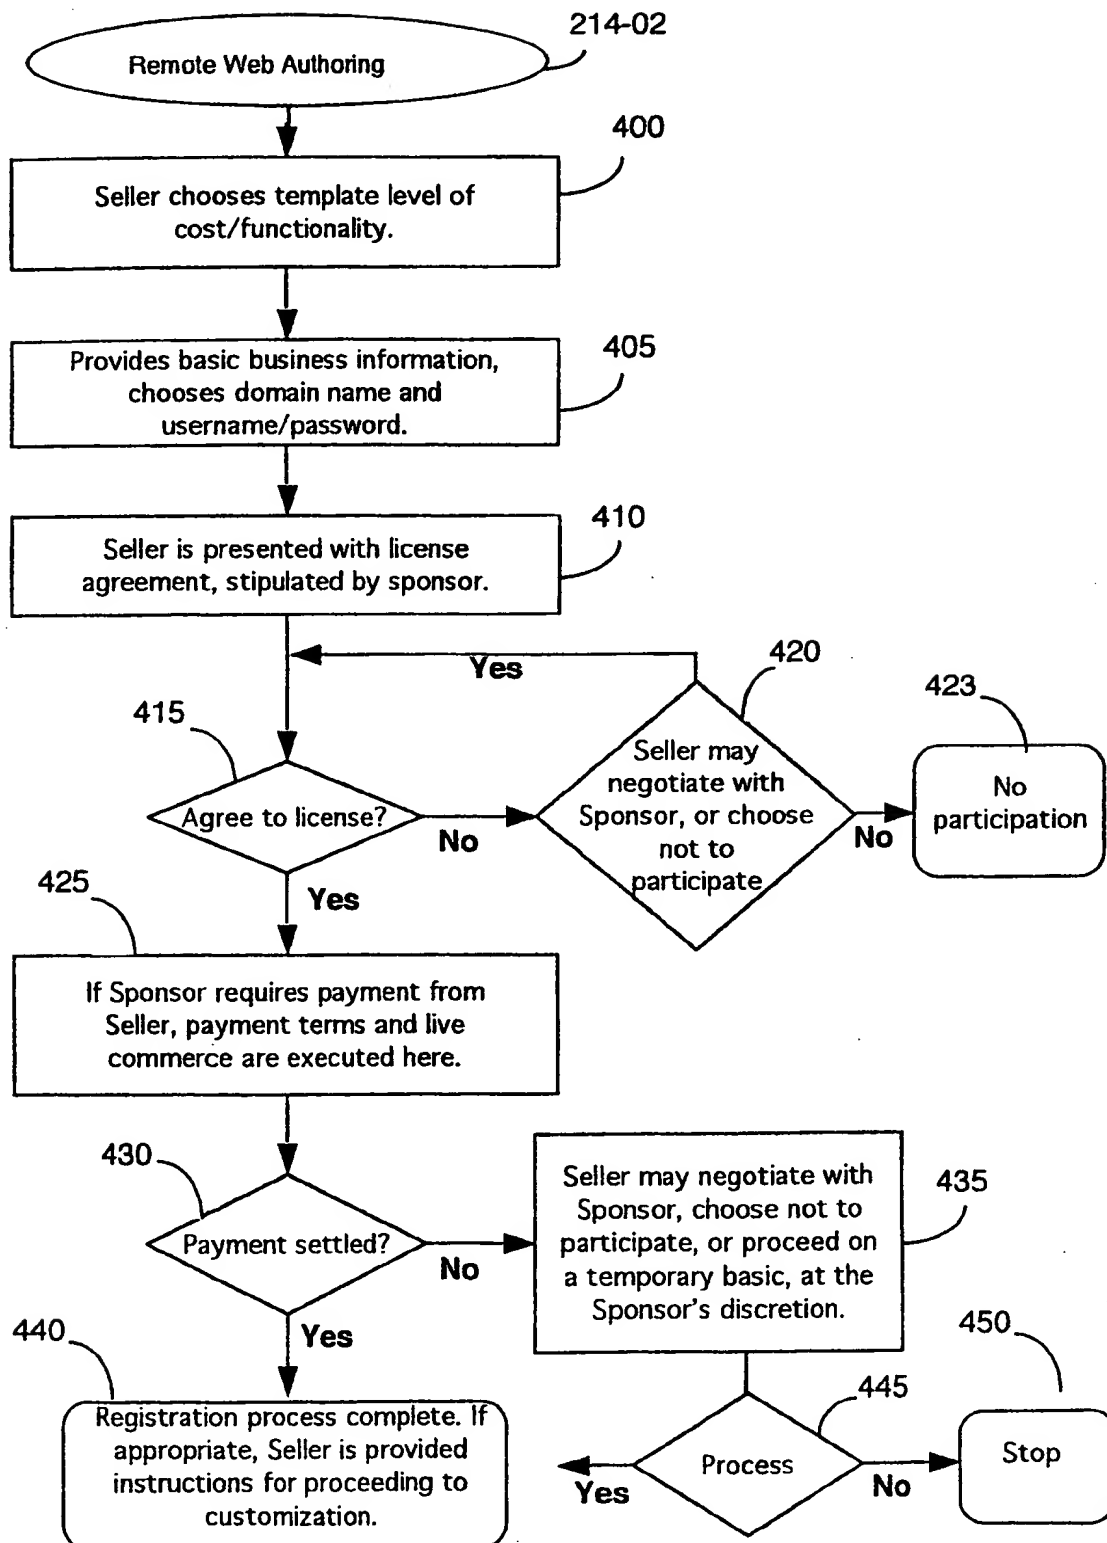 214-02
Remote Web Authoring
400
Seller chooses template level of
cost/functionality.
405
Provides basic business information,
chooses domain name and
username/password.
410
Seller is presented with license
agreement, stipulated by sponsor.
Yes
420
423
415
Agree to license?
No
Seller may
negotiate with
Sponsor, or choose
not to
participate
No
No
participation
425
Yes
If Sponsor requires payment from
Seller, payment terms and live
commerce are executed here.
430
Payment settled?
No
Seller may negotiate with
Sponsor, choose not to
participate, or proceed on
a temporary basic, at the
Sponsor's discretion.
435
Yes
440
Registration process complete. If
appropriate, Seller is provided
instructions for proceeding to
customization.
445
450
Process
Yes
No
Stop